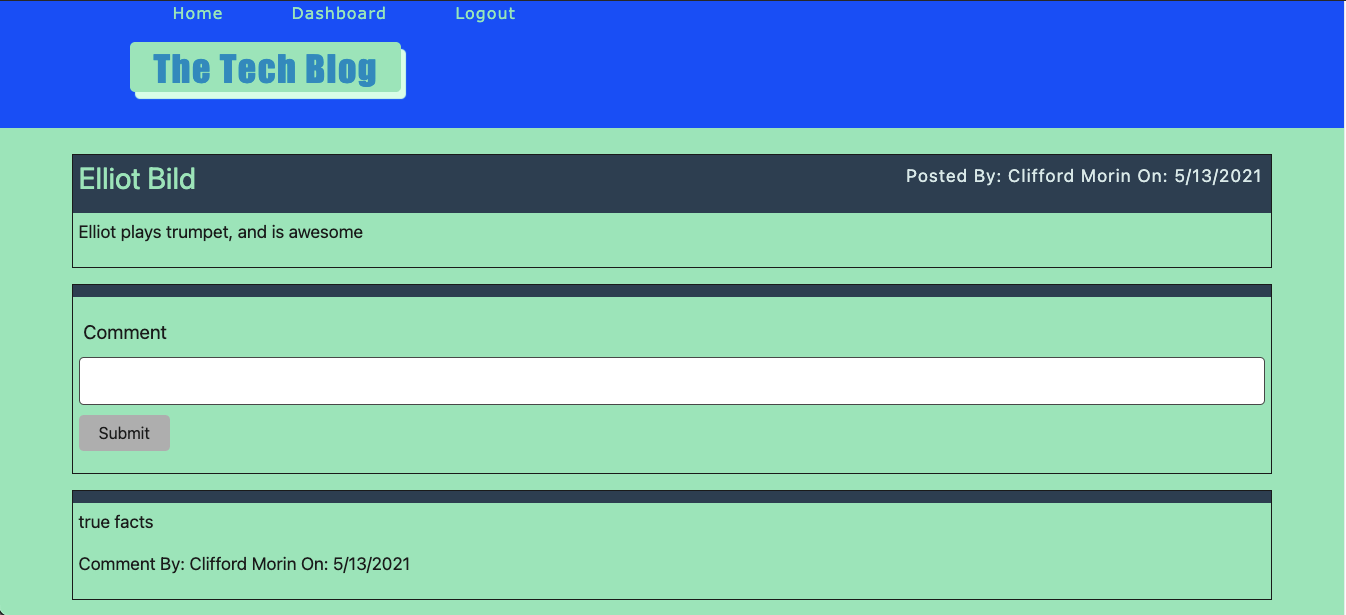 Home Dashboard Logout
The Tech Blog
Elliot Bild
Posted By: Clifford Morin On: 5/13/2021
Elliot plays trumpet, and is awesome
Comment
Submit
true facts
Comment By: Clifford Morin On: 5/13/2021